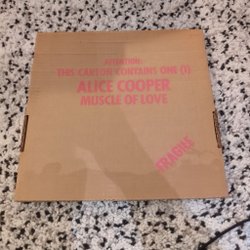 ATTENTION:
THIS CARTON CONTAINS ONE (1)
ALICE COOPER
MUSCLE OF LOVE
FRAGILE